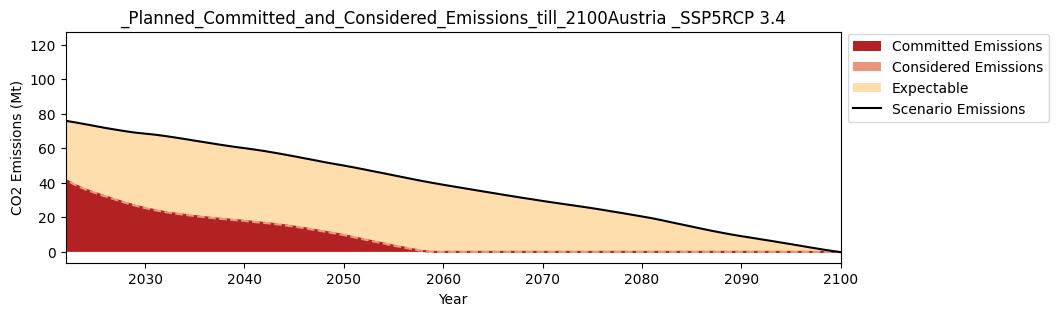 _Planned_Committed_and_Considered_Emissions_till_2100Austria _SSP5RCP 3.4
CO2 Emissions (Mt)
120
100
80
60
40
20
0
2030 2040 2050 2060 2070 2080 2090 2100
Year
Committed Emissions
Considered Emissions
Expectable
Scenario Emissions